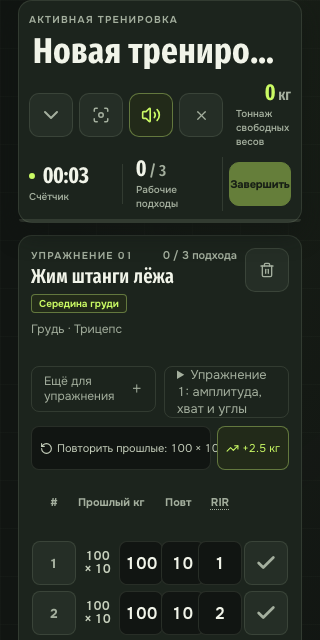 АКТИВНАЯ ТРЕНИРОВКА
Новая трениро...
0 кг
Тоннаж
свободных
весов
00:03
Счётчик
0 / 3
Рабочие
подходы
Завершить
УПРАЖНЕНИЕ 01
0 / 3 подхода
Жим штанги лёжа
Середина груди
Грудь · Трицепс
Ещё для
упражнения
+
▶ Упражнение
1: амплитуда,
хват и углы
Повторить прошлые: 100 × 10
+2.5 кг
# Прошлый кг Повт RIR
1
100
× 10
100 10 1
2
100
× 10
100 10 2